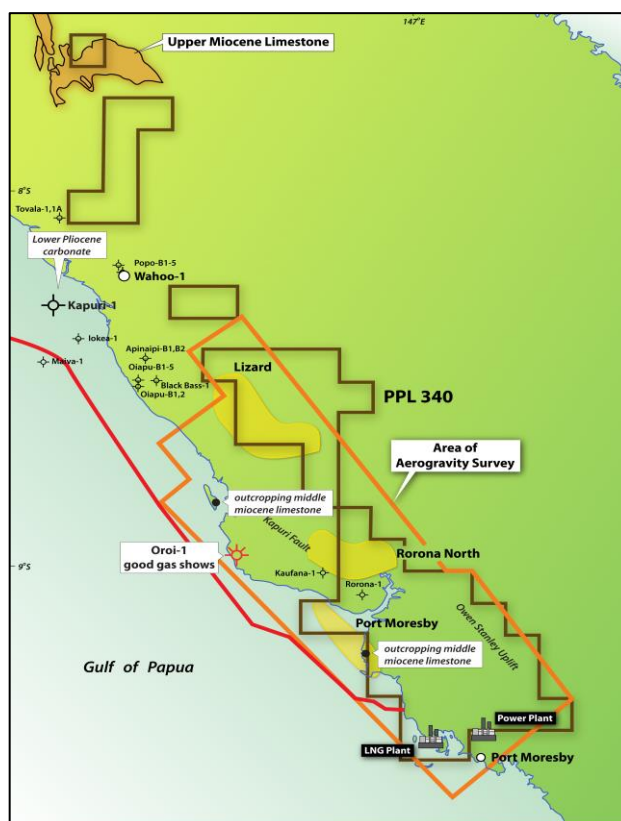 147°E
Upper Miocene Limestone
8°S
Tovala-1,1A
Lower Pliocene
carbonate
Popo-B1-5
Wahoo-1
Kapuri-1
Iokea-1
Maiva-1
Apinaipi-B1,B2
Oiapu-B1-5
Black Bass-1
Oiapu-B1,2
Lizard
PPL 340
Area of
Aerogravity Survey
outcropping middle
miocene limestone
Kapuri Fault
Oroi-1
good gas shows
9°S
Kaufana-1
Rorona North
Rorona-1
Port Moresby
Owen Stanley Uplift
outcropping middle
miocene limestone
Gulf of Papua
Power Plant
LNG Plant
Port Moresby